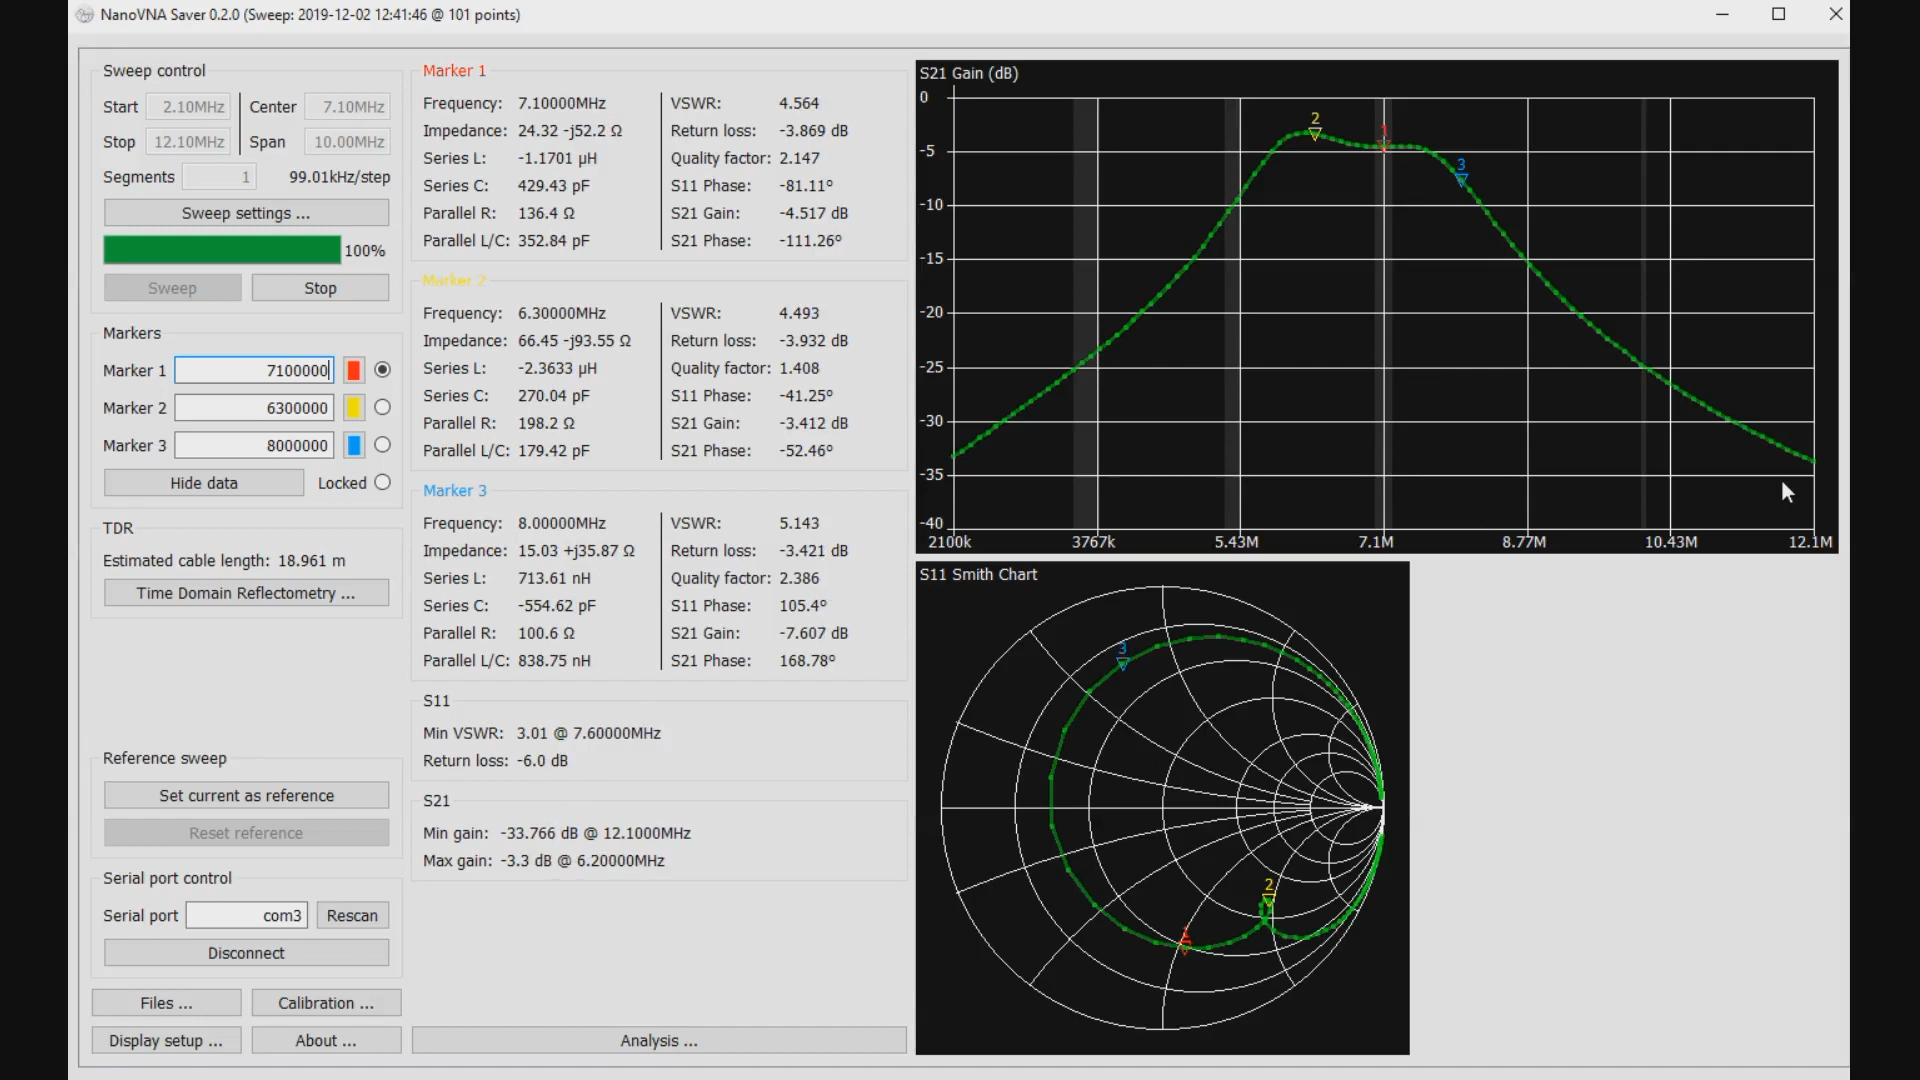 NanoVNA Saver 0.2.0 (Sweep: 2019-12-02 12:41:46 @ 101 points)
Sweep control
Start 2.10MHz Center 7.10MHz
Stop 12.10MHz Span 10.00MHz
Segments 1 99.01kHz/step
Sweep settings ...
100%
Sweep Stop
Markers
Marker 1 7100000
Marker 2 6300000
Marker 3 8000000
Hide data Locked
TDR
Estimated cable length: 18.961 m
Time Domain Reflectometry ...
Reference sweep
Set current as reference
Reset reference
Serial port control
Serial port com3 Rescan
Disconnect
Files ... Calibration ...
Display setup ... About ...
Marker 1
Frequency: 7.10000MHz VSWR: 4.564
Impedance: 24.32 -j52.2 Ω Return loss: -3.869 dB
Series L: -1.1701 µH Quality factor: 2.147
Series C: 429.43 pF S11 Phase: -81.11°
Parallel R: 136.4 Ω S21 Gain: -4.517 dB
Parallel L/C: 352.84 pF S21 Phase: -111.26°
Marker 2
Frequency: 6.30000MHz VSWR: 4.493
Impedance: 66.45 -j93.55 Ω Return loss: -3.932 dB
Series L: -2.3633 µH Quality factor: 1.408
Series C: 270.04 pF S11 Phase: -41.25°
Parallel R: 198.2 Ω S21 Gain: -3.412 dB
Parallel L/C: 179.42 pF S21 Phase: -52.46°
Marker 3
Frequency: 8.00000MHz VSWR: 5.143
Impedance: 15.03 +j35.87 Ω Return loss: -3.421 dB
Series L: 713.61 nH Quality factor: 2.386
Series C: -554.62 pF S11 Phase: 105.4°
Parallel R: 100.6 Ω S21 Gain: -7.607 dB
Parallel L/C: 838.75 nH S21 Phase: 168.78°
S11
Min VSWR: 3.01 @ 7.60000MHz
Return loss: -6.0 dB
S21
Min gain: -33.766 dB @ 12.1000MHz
Max gain: -3.3 dB @ 6.20000MHz
Analysis ...
S21 Gain (dB)
0
2
1
-5
3
-10
-15
-20
-25
-30
-35
-40
2100k 3767k 5.43M 7.1M 8.77M 10.43M 12.1M
S11 Smith Chart
3
2
1